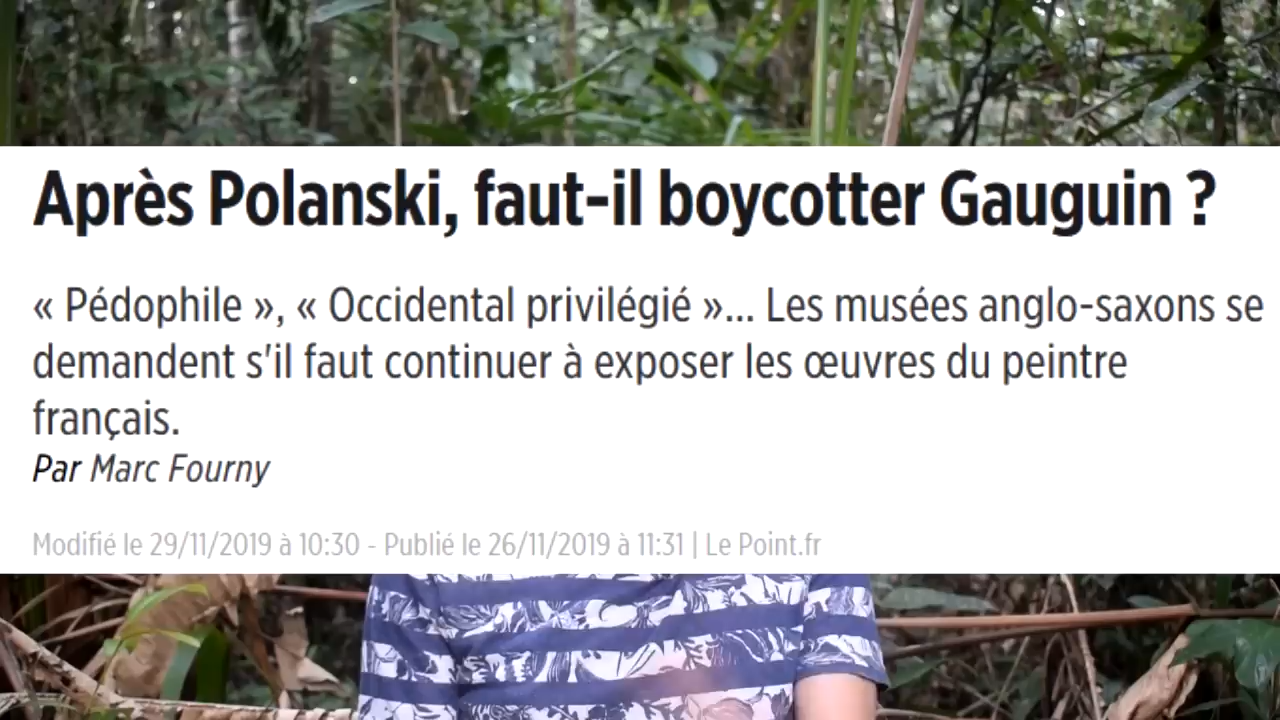 Après Polanski, faut-il boycotter Gauguin ?
« Pédophile », « Occidental privilégié »... Les musées anglo-saxons se
demandent s'il faut continuer à exposer les œuvres du peintre
français.
Par Marc Fourny
Modifié le 29/11/2019 à 10:30 - Publié le 26/11/2019 à 11:31 | Le Point.fr